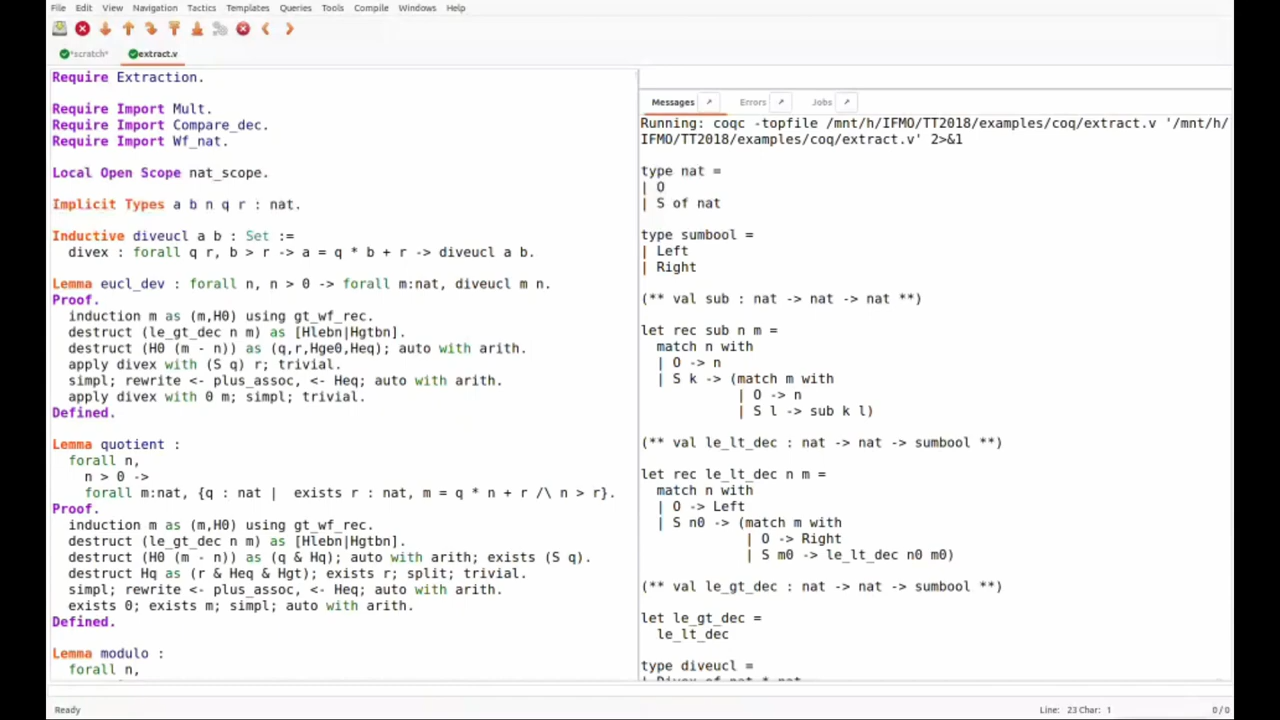 File Edit View Navigation Tactics Templates Queries Tools Compile Windows Help
*scratch* extract.v
Require Extraction.
Require Import Mult.
Require Import Compare_dec.
Require Import Wf_nat.
Local Open Scope nat_scope.
Implicit Types a b n q r : nat.
Inductive diveucl a b : Set :=
divex : forall q r, b > r -> a = q * b + r -> diveucl a b.
Lemma eucl_dev : forall n, n > 0 -> forall m:nat, diveucl m n.
Proof.
induction m as (m,H0) using gt_wf_rec.
destruct (le_gt_dec n m) as [Hlebn|Hgtbn].
destruct (H0 (m - n)) as (q,r,Hge0,Heq); auto with arith.
apply divex with (S q) r; trivial.
simpl; rewrite <- plus_assoc, <- Heq; auto with arith.
apply divex with 0 m; simpl; trivial.
Defined.
Lemma quotient :
forall n,
n > 0 ->
forall m:nat, {q : nat |  exists r : nat, m = q * n + r /\ n > r}.
Proof.
induction m as (m,H0) using gt_wf_rec.
destruct (le_gt_dec n m) as [Hlebn|Hgtbn].
destruct (H0 (m - n)) as (q & Hq); auto with arith; exists (S q).
destruct Hq as (r & Heq & Hgt); exists r; split; trivial.
simpl; rewrite <- plus_assoc, <- Heq; auto with arith.
exists 0; exists m; simpl; auto with arith.
Defined.
Lemma modulo :
forall n,
Messages Errors Jobs
Running: coqc -topfile /mnt/h/IFMO/TT2018/examples/coq/extract.v '/mnt/h/
IFMO/TT2018/examples/coq/extract.v' 2>&1
type nat =
| O
| S of nat
type sumbool =
| Left
| Right
(** val sub : nat -> nat -> nat **)
let rec sub n m =
match n with
| O -> n
| S k -> (match m with
| O -> n
| S l -> sub k l)
(** val le_lt_dec : nat -> nat -> sumbool **)
let rec le_lt_dec n m =
match n with
| O -> Left
| S n0 -> (match m with
| O -> Right
| S m0 -> le_lt_dec n0 m0)
(** val le_gt_dec : nat -> nat -> sumbool **)
let le_gt_dec =
le_lt_dec
type diveucl =
| Divex of nat * nat
Ready Line: 23 Char: 1 0/0